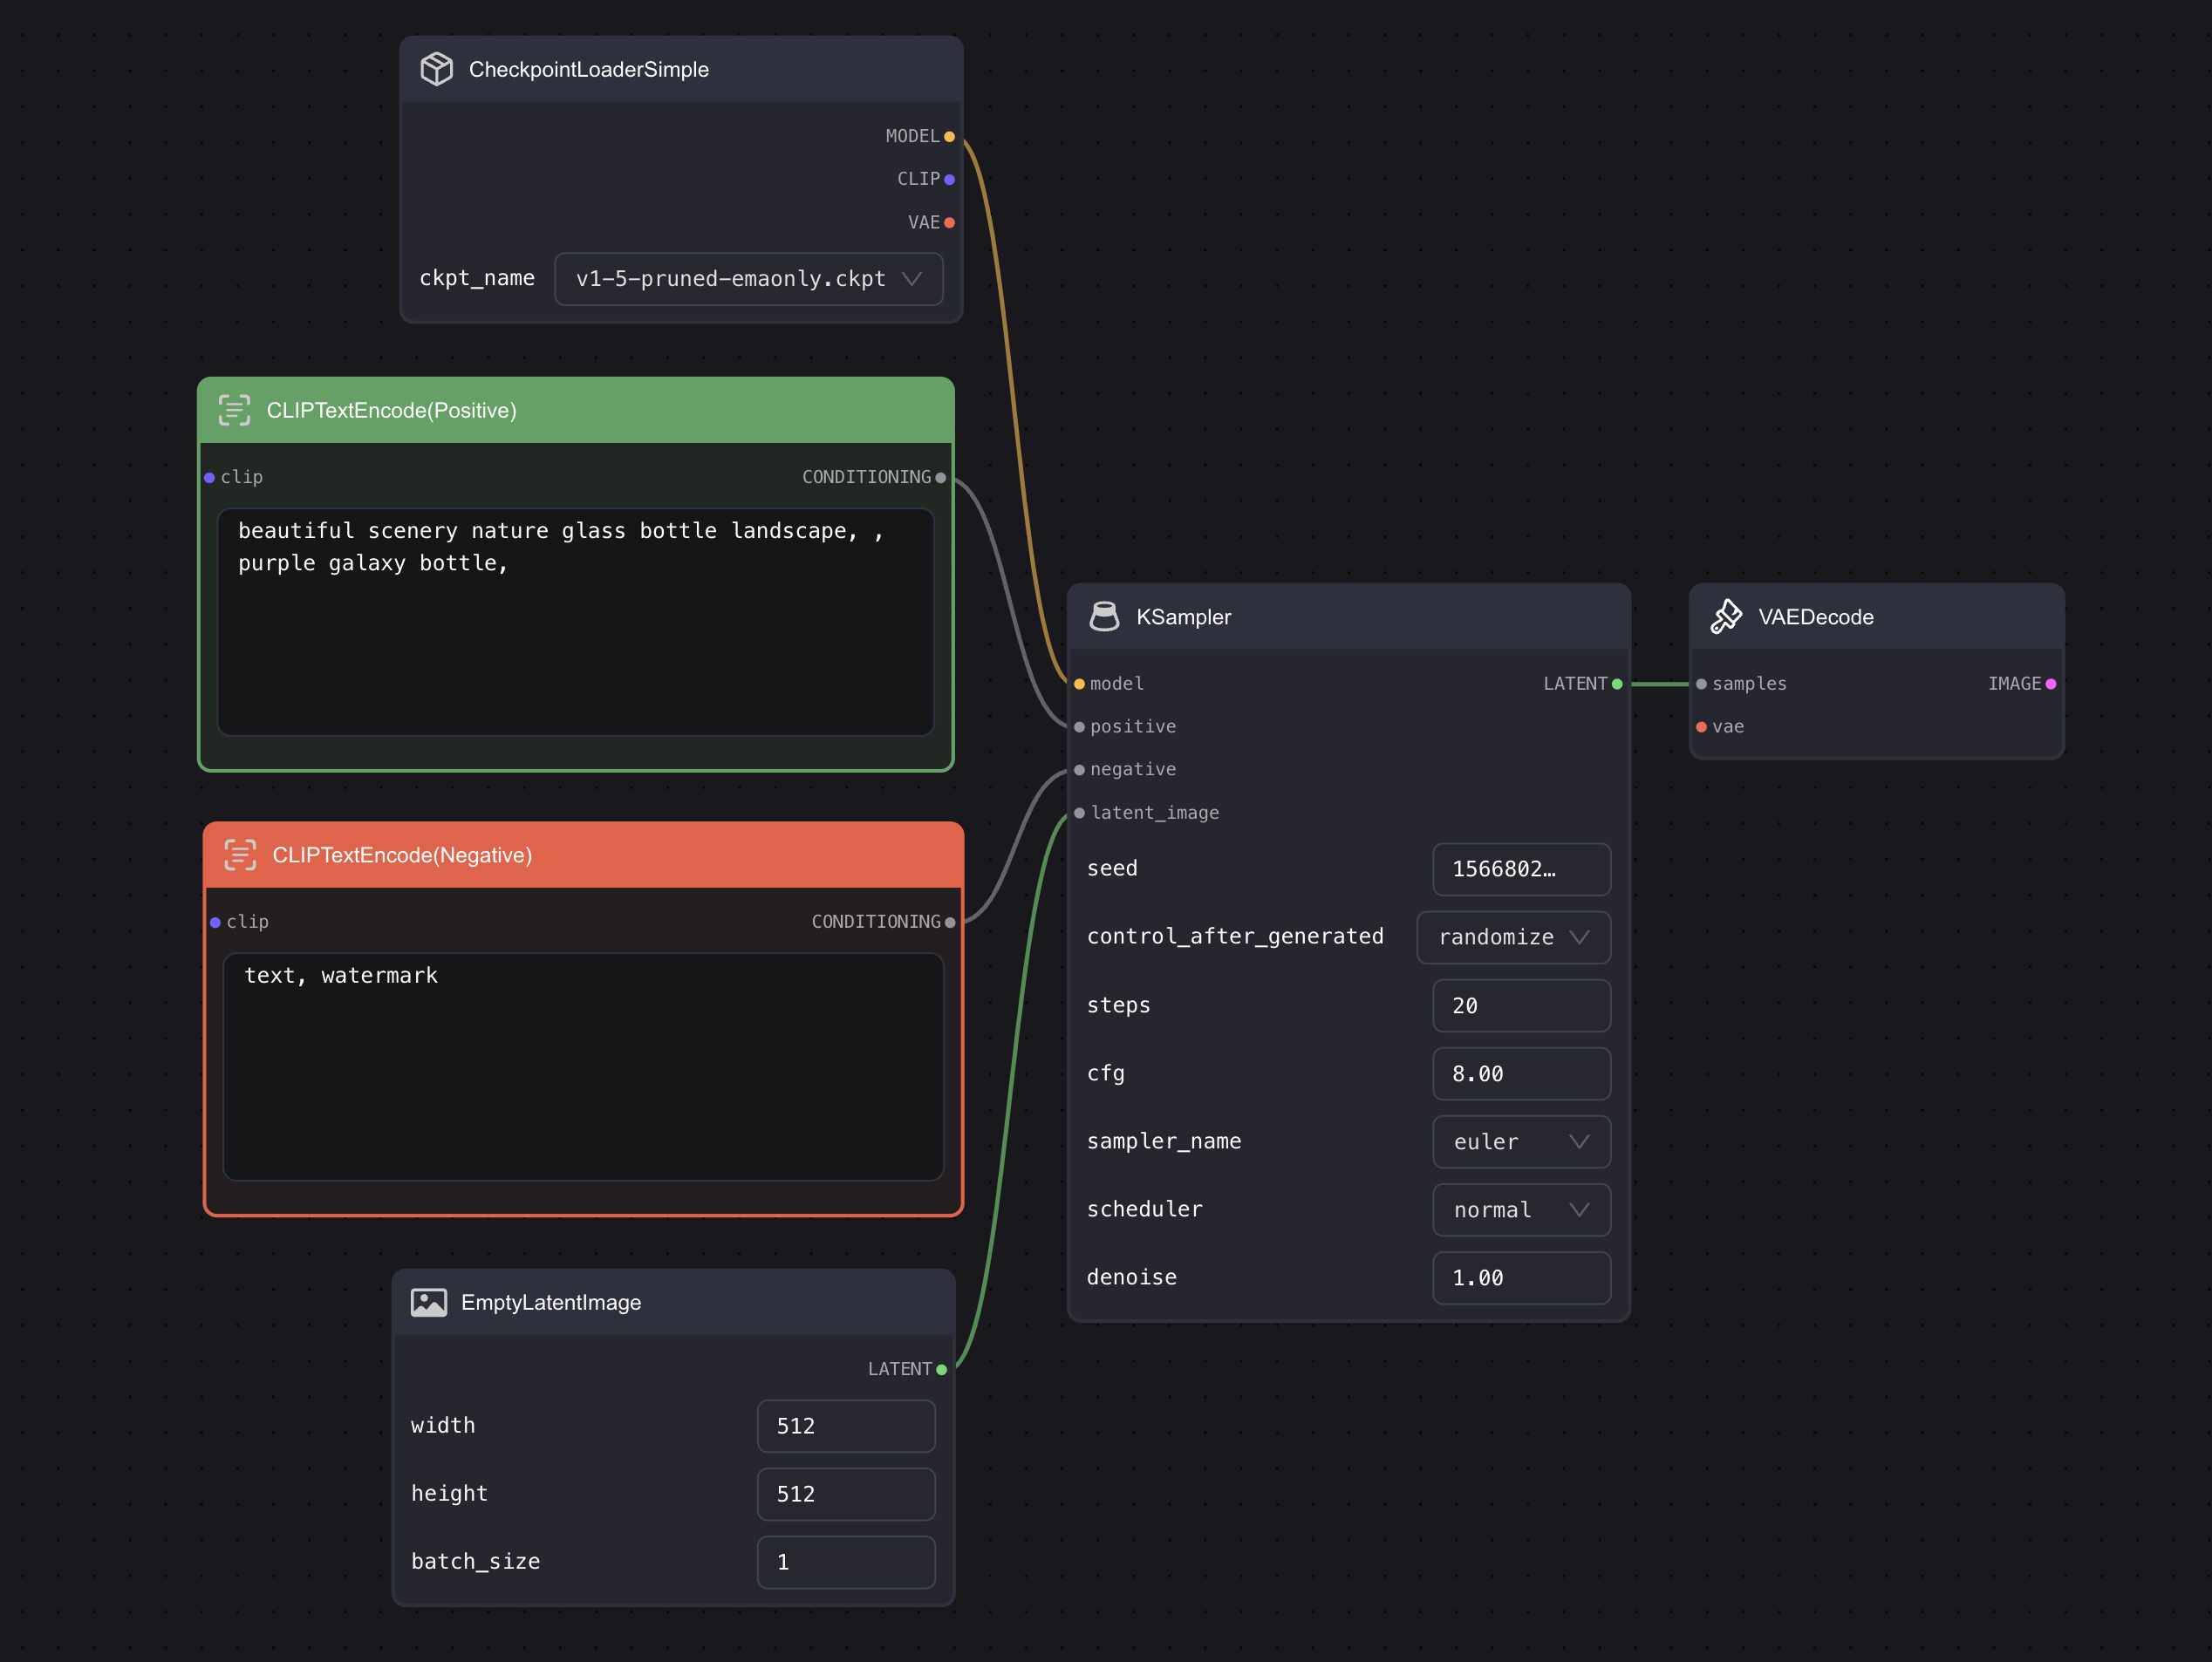 CheckpointLoaderSimple
MODEL
CLIP
VAE
ckpt_name v1-5-pruned-emaonly.ckpt
CLIPTextEncode(Positive)
clip CONDITIONING
beautiful scenery nature glass bottle landscape, ,
purple galaxy bottle,
CLIPTextEncode(Negative)
clip CONDITIONING
text, watermark
EmptyLatentImage
LATENT
width 512
height 512
batch_size 1
KSampler
model LATENT
positive
negative
latent_image
seed 1566802…
control_after_generated randomize
steps 20
cfg 8.00
sampler_name euler
scheduler normal
denoise 1.00
VAEDecode
samples IMAGE
vae